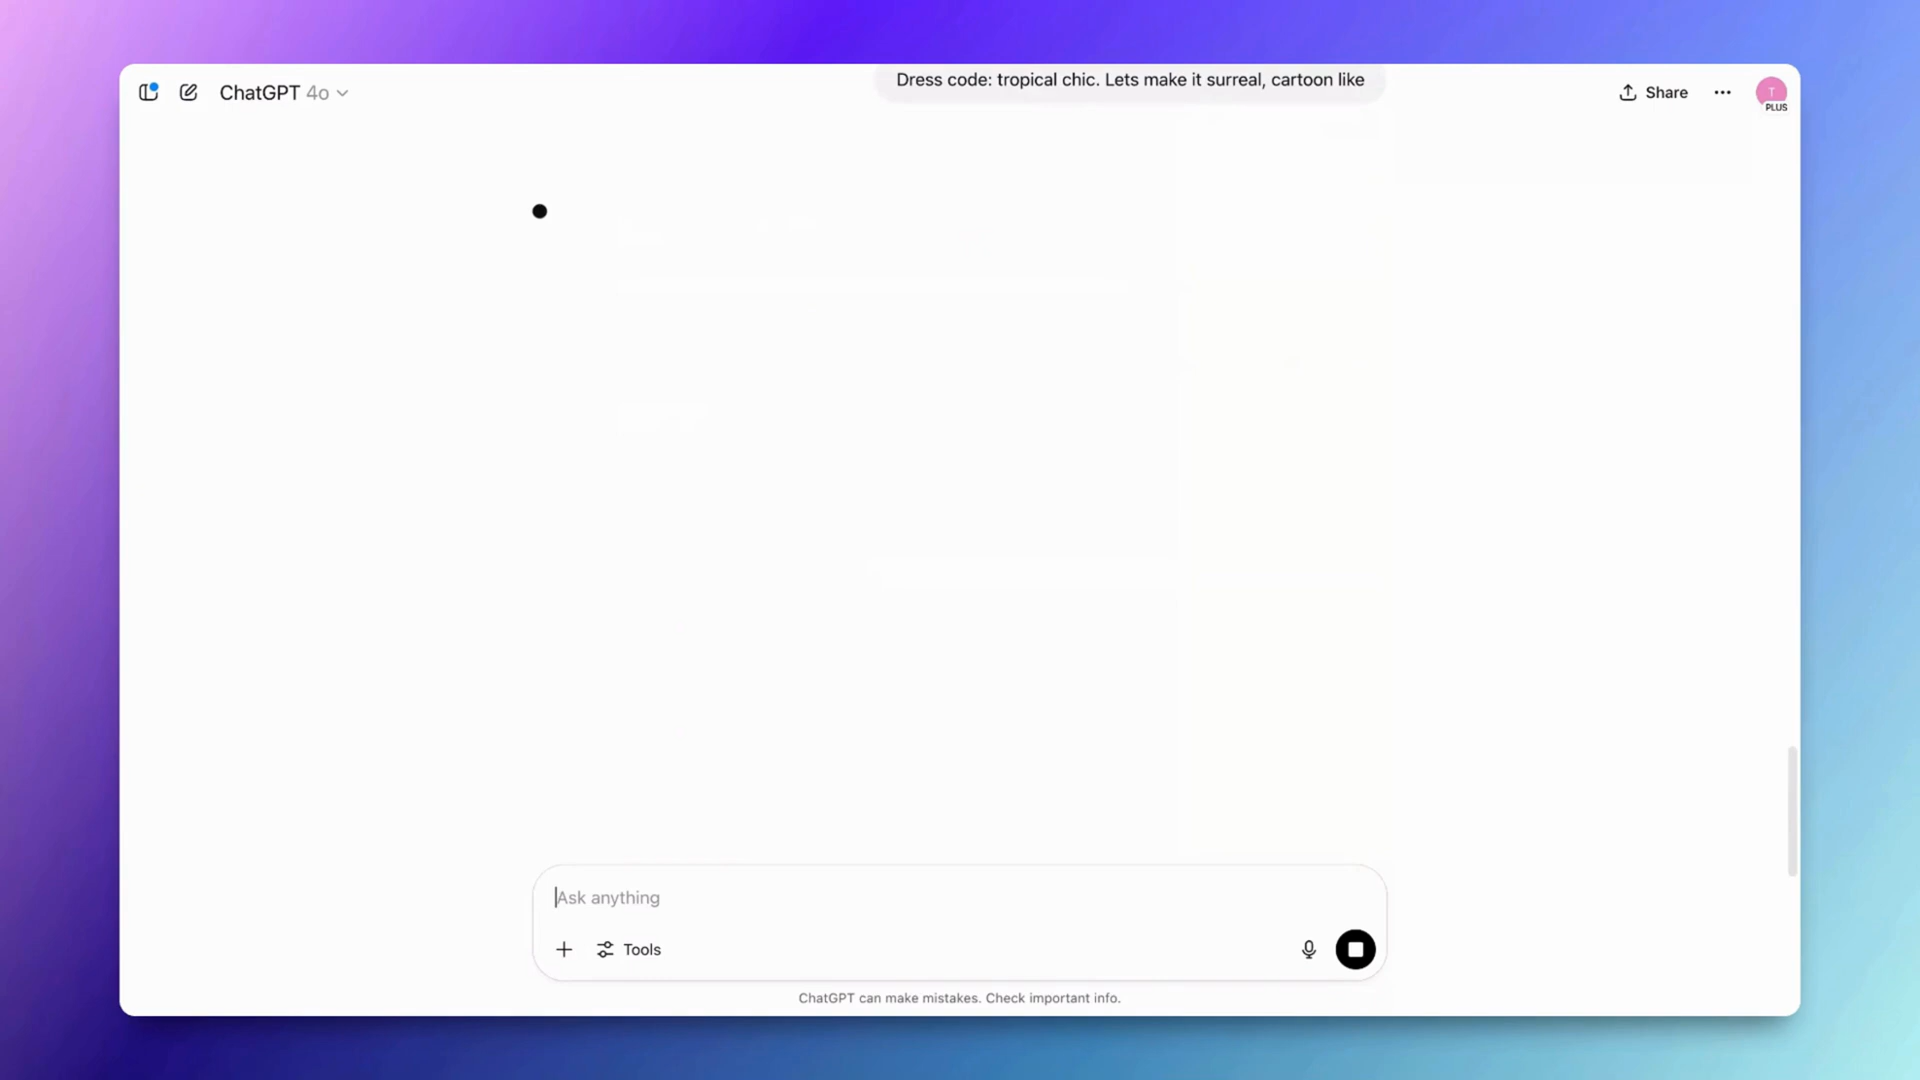 ChatGPT 4o
Dress code: tropical chic. Lets make it surreal, cartoon like
Share
T
PLUS
Ask anything
Tools
ChatGPT can make mistakes. Check important info.